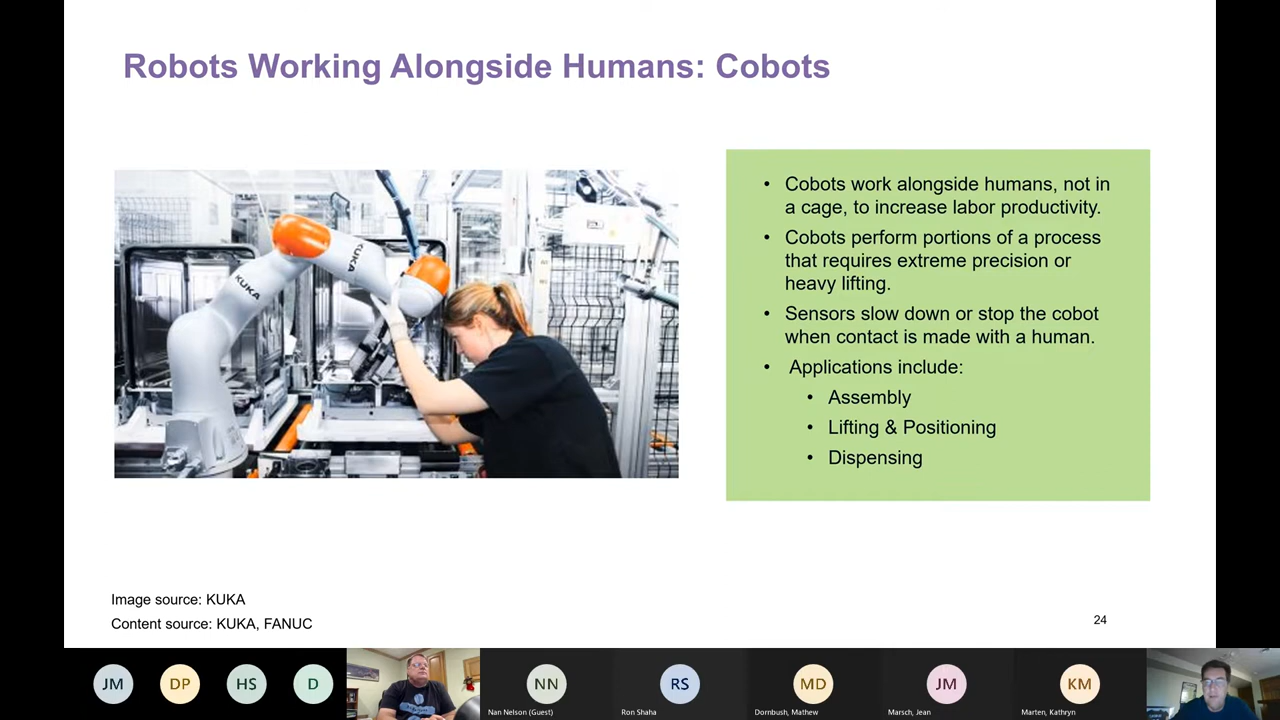 Robots Working Alongside Humans: Cobots
KUKA
KUKA
• Cobots work alongside humans, not in
a cage, to increase labor productivity.
• Cobots perform portions of a process
that requires extreme precision or
heavy lifting.
• Sensors slow down or stop the cobot
when contact is made with a human.
• Applications include:
• Assembly
• Lifting & Positioning
• Dispensing
Image source: KUKA
Content source: KUKA, FANUC
24
JM
DP
HS
D
NN
RS
MD
JM
KM
Nan Nelson (Guest)
Ron Shaha
Dornbush, Mathew
Marsch, Jean
Marten, Kathryn